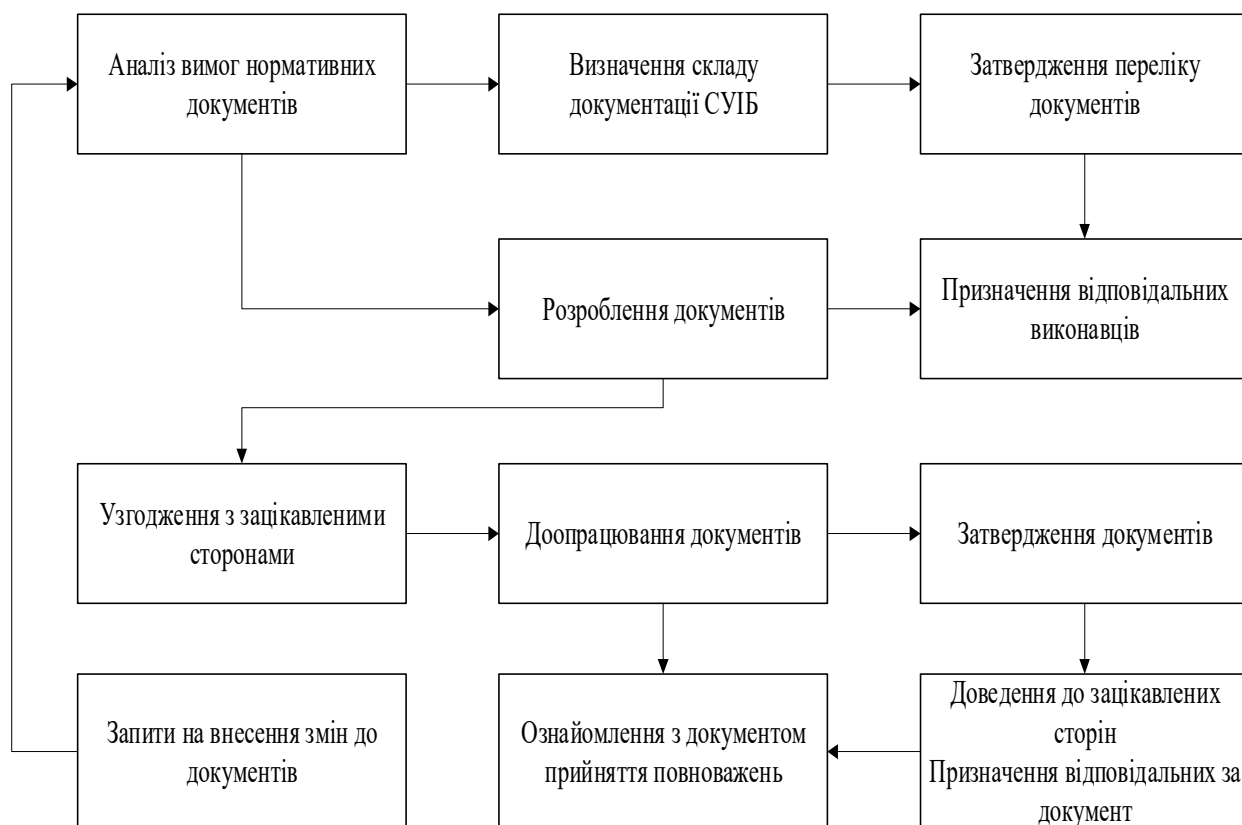 Аналіз вимог нормативних
документів
Визначення складу
документації СУІБ
Затвердження переліку
документів
Розроблення документів
Призначення відповідальних
виконавців
Узгодження з зацікавленими
сторонами
Доопрацювання документів
Затвердження документів
Запити на внесення змін до
документів
Ознайомлення з документом
прийняття повноважень
Доведення до зацікавлених
сторін
Призначення відповідальних за
документ